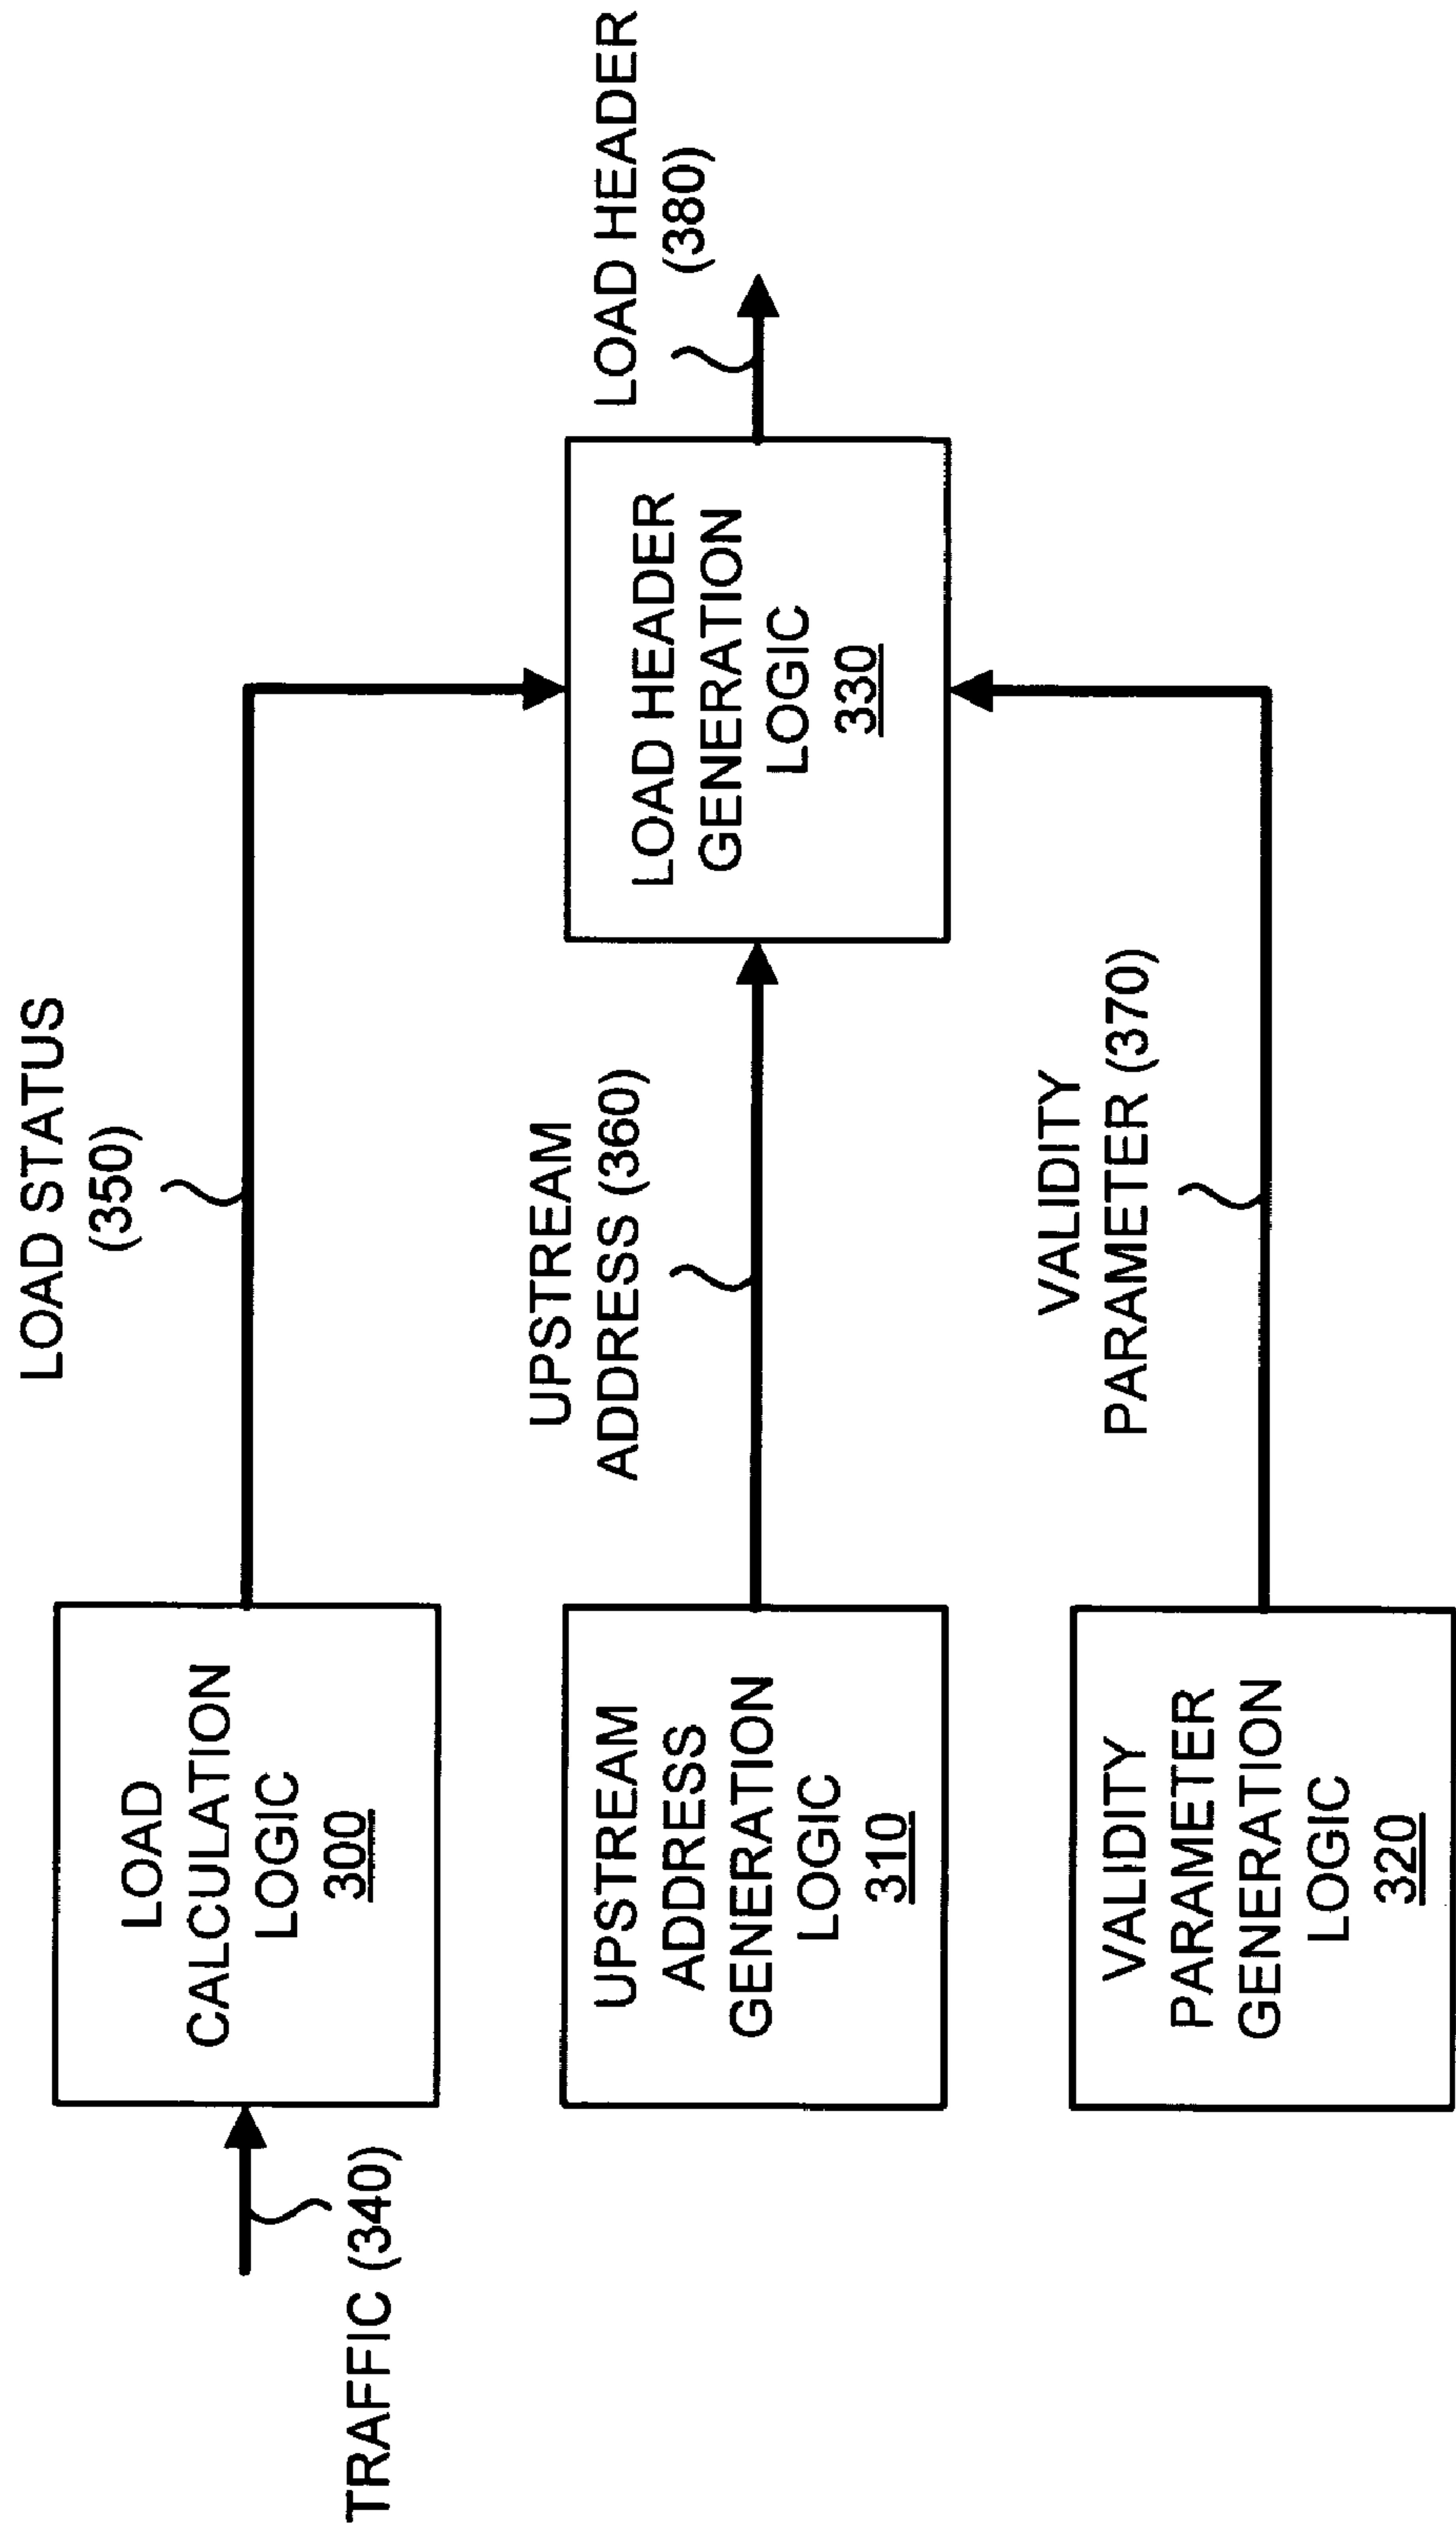 LOAD STATUS
(350)
LOAD
CALCULATION
LOGIC
300
TRAFFIC (340)
UPSTREAM
ADDRESS (360)
UPSTREAM
ADDRESS
GENERATION
LOGIC
310
LOAD HEADER
GENERATION
LOGIC
330
LOAD HEADER
(380)
VALIDITY
PARAMETER (370)
VALIDITY
PARAMETER
GENERATION
LOGIC
320